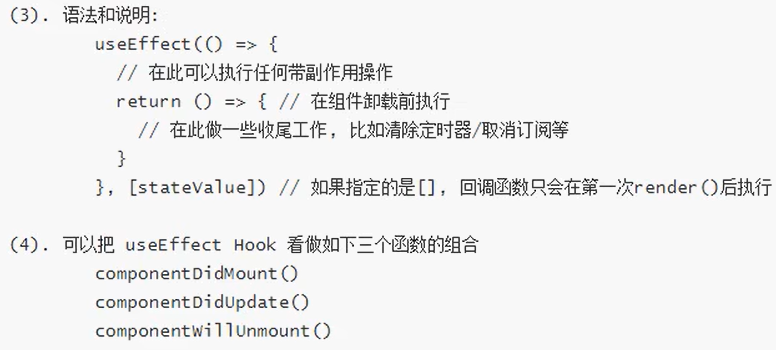 (3). 语法和说明:
useEffect(() => {
// 在此可以执行任何带副作用操作
return () => { // 在组件卸载前执行
// 在此做一些收尾工作, 比如清除定时器/取消订阅等
}
}, [stateValue]) // 如果指定的是[], 回调函数只会在第一次render()后执行
(4). 可以把 useEffect Hook 看做如下三个函数的组合
componentDidMount()
componentDidUpdate()
componentWillUnmount()